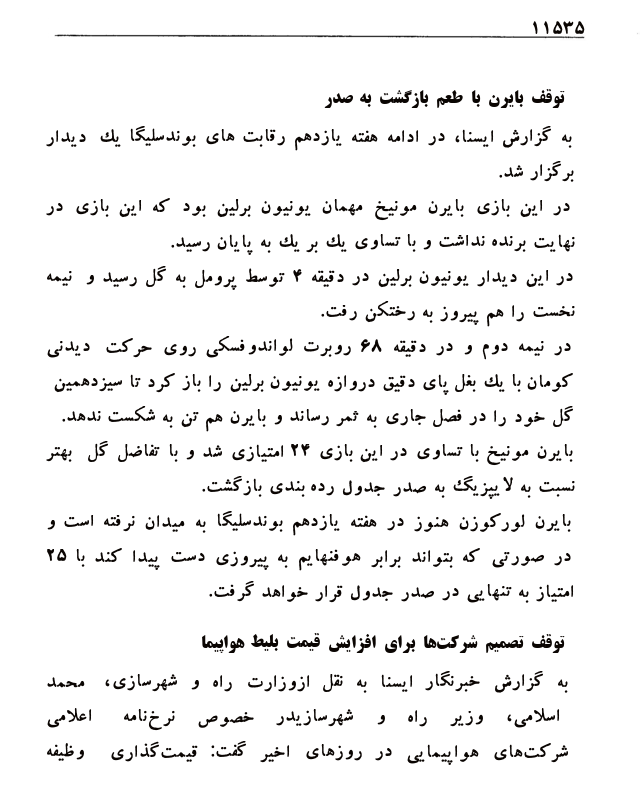 ۱۱۵۳۵
توقف بایرن با طعم بازگشت به صدر
به گزارش ایسنا، در ادامه هفته یازدهم رقابت های بوندسلیگا یك دیدار
برگزار شد.
در این بازی بایرن مونیخ مهمان یونیون برلین بود که این بازی در
نهایت برنده نداشت و با تساوی یك بر یك به پایان رسید.
در این دیدار یونیون برلین در دقیقه ۴ توسط پرومل به گل رسید و نیمه
نخست را هم پیروز به رختکن رفت.
در نیمه دوم و در دقیقه ۶۸ روبرت لواندوفسکی روی حرکت دیدنی
کومان با یك بغل پای دقیق دروازه یونیون برلین را باز کرد تا سیزدهمین
گل خود را در فصل جاری به ثمر رساند و بایرن هم تن به شکست ندهد.
بایرن مونیخ با تساوی در این بازی ۲۴ امتیازی شد و با تفاضل گل بهتر
نسبت به لایپزیگ به صدر جدول رده بندی بازگشت.
بایرن لورکوزن هنوز در هفته یازدهم بوندسلیگا به میدان نرفته است و
در صورتی که بتواند برابر هوفنهایم به پیروزی دست پیدا کند با ۲۵
امتیاز به تنهایی در صدر جدول قرار خواهد گرفت.
توقف تصمیم شرکت‌ها برای افزایش قیمت بلیط هواپیما
به گزارش خبرنگار ایسنا به نقل ازوزارت راه و شهرسازی، محمد
اسلامی، وزیر راه و شهرسازیدر خصوص نرخ‌نامه اعلامی
شرکت‌های هواپیمایی در روزهای اخیر گفت: قیمت‌گذاری وظیفه